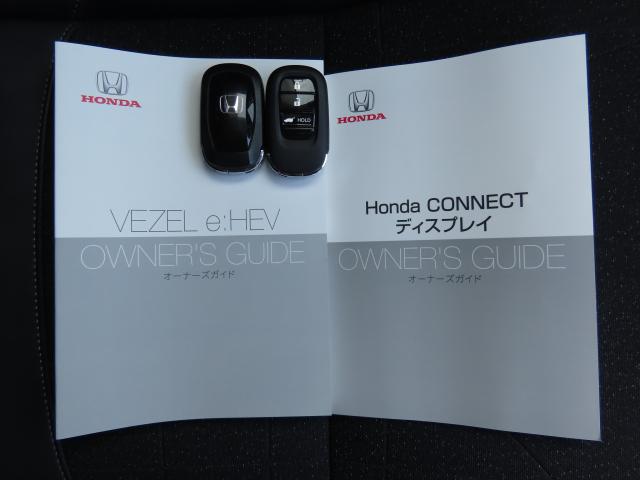 HONDA
VEZEL e:HEV
OWNER'S GUIDE
オーナーズガイド
HOLD
HONDA
Honda CONNECT
ディスプレイ
OWNER'S GUIDE
オーナーズガイド